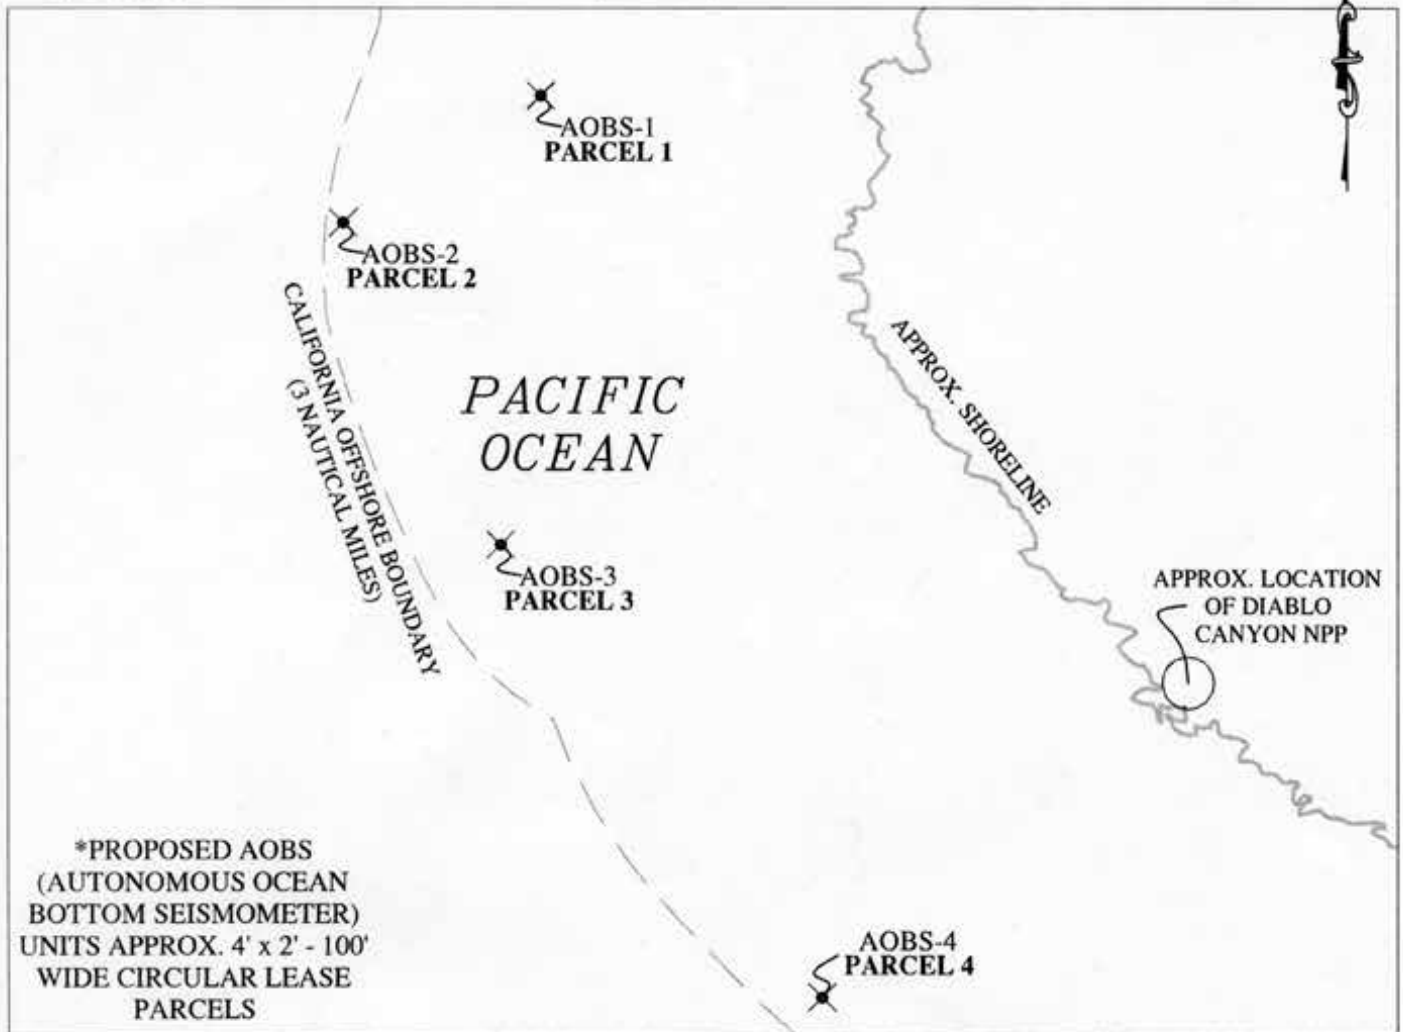 AOBS-1
PARCEL 1
AOBS-2
PARCEL 2
CALIFORNIA OFFSHORE BOUNDARY
(3 NAUTICAL MILES)
PACIFIC
OCEAN
APPROX. SHORELINE
AOBS-3
PARCEL 3
APPROX. LOCATION
OF DIABLO
CANYON NPP
*PROPOSED AOBS
(AUTONOMOUS OCEAN
BOTTOM SEISMOMETER)
UNITS APPROX. 4' x 2' - 100'
WIDE CIRCULAR LEASE
PARCELS
AOBS-4
PARCEL 4